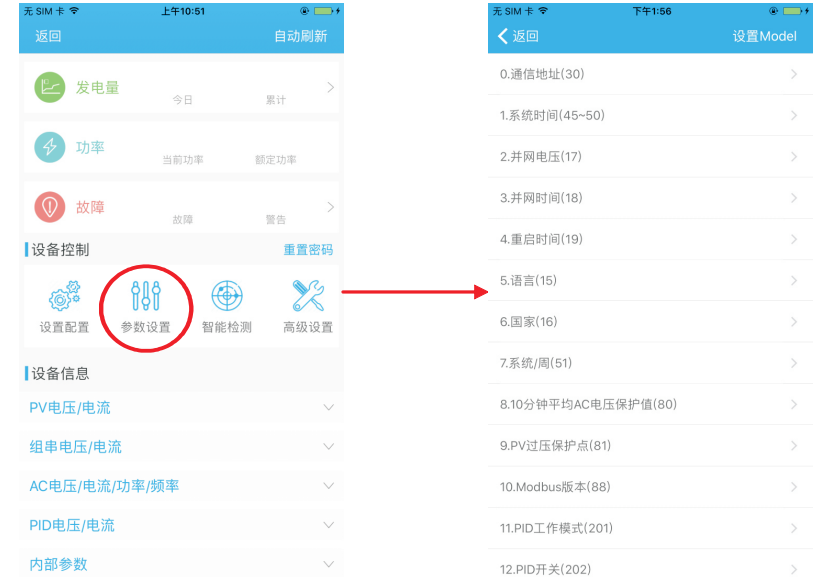 无 SIM 卡 上午10:51
返回 自动刷新
发电量
今日 累计
功率
当前功率 额定功率
故障
故障 警告
设备控制 重置密码
设置配置 参数设置 智能检测 高级设置
设备信息
PV电压/电流
组串电压/电流
AC电压/电流/功率/频率
PID电压/电流
内部参数
无 SIM 卡 下午1:56
返回 设置Model
0.通信地址(30)
1.系统时间(45~50)
2.并网电压(17)
3.并网时间(18)
4.重启时间(19)
5.语言(15)
6.国家(16)
7.系统/周(51)
8.10分钟平均AC电压保护值(80)
9.PV过压保护点(81)
10.Modbus版本(88)
11.PID工作模式(201)
12.PID开关(202)